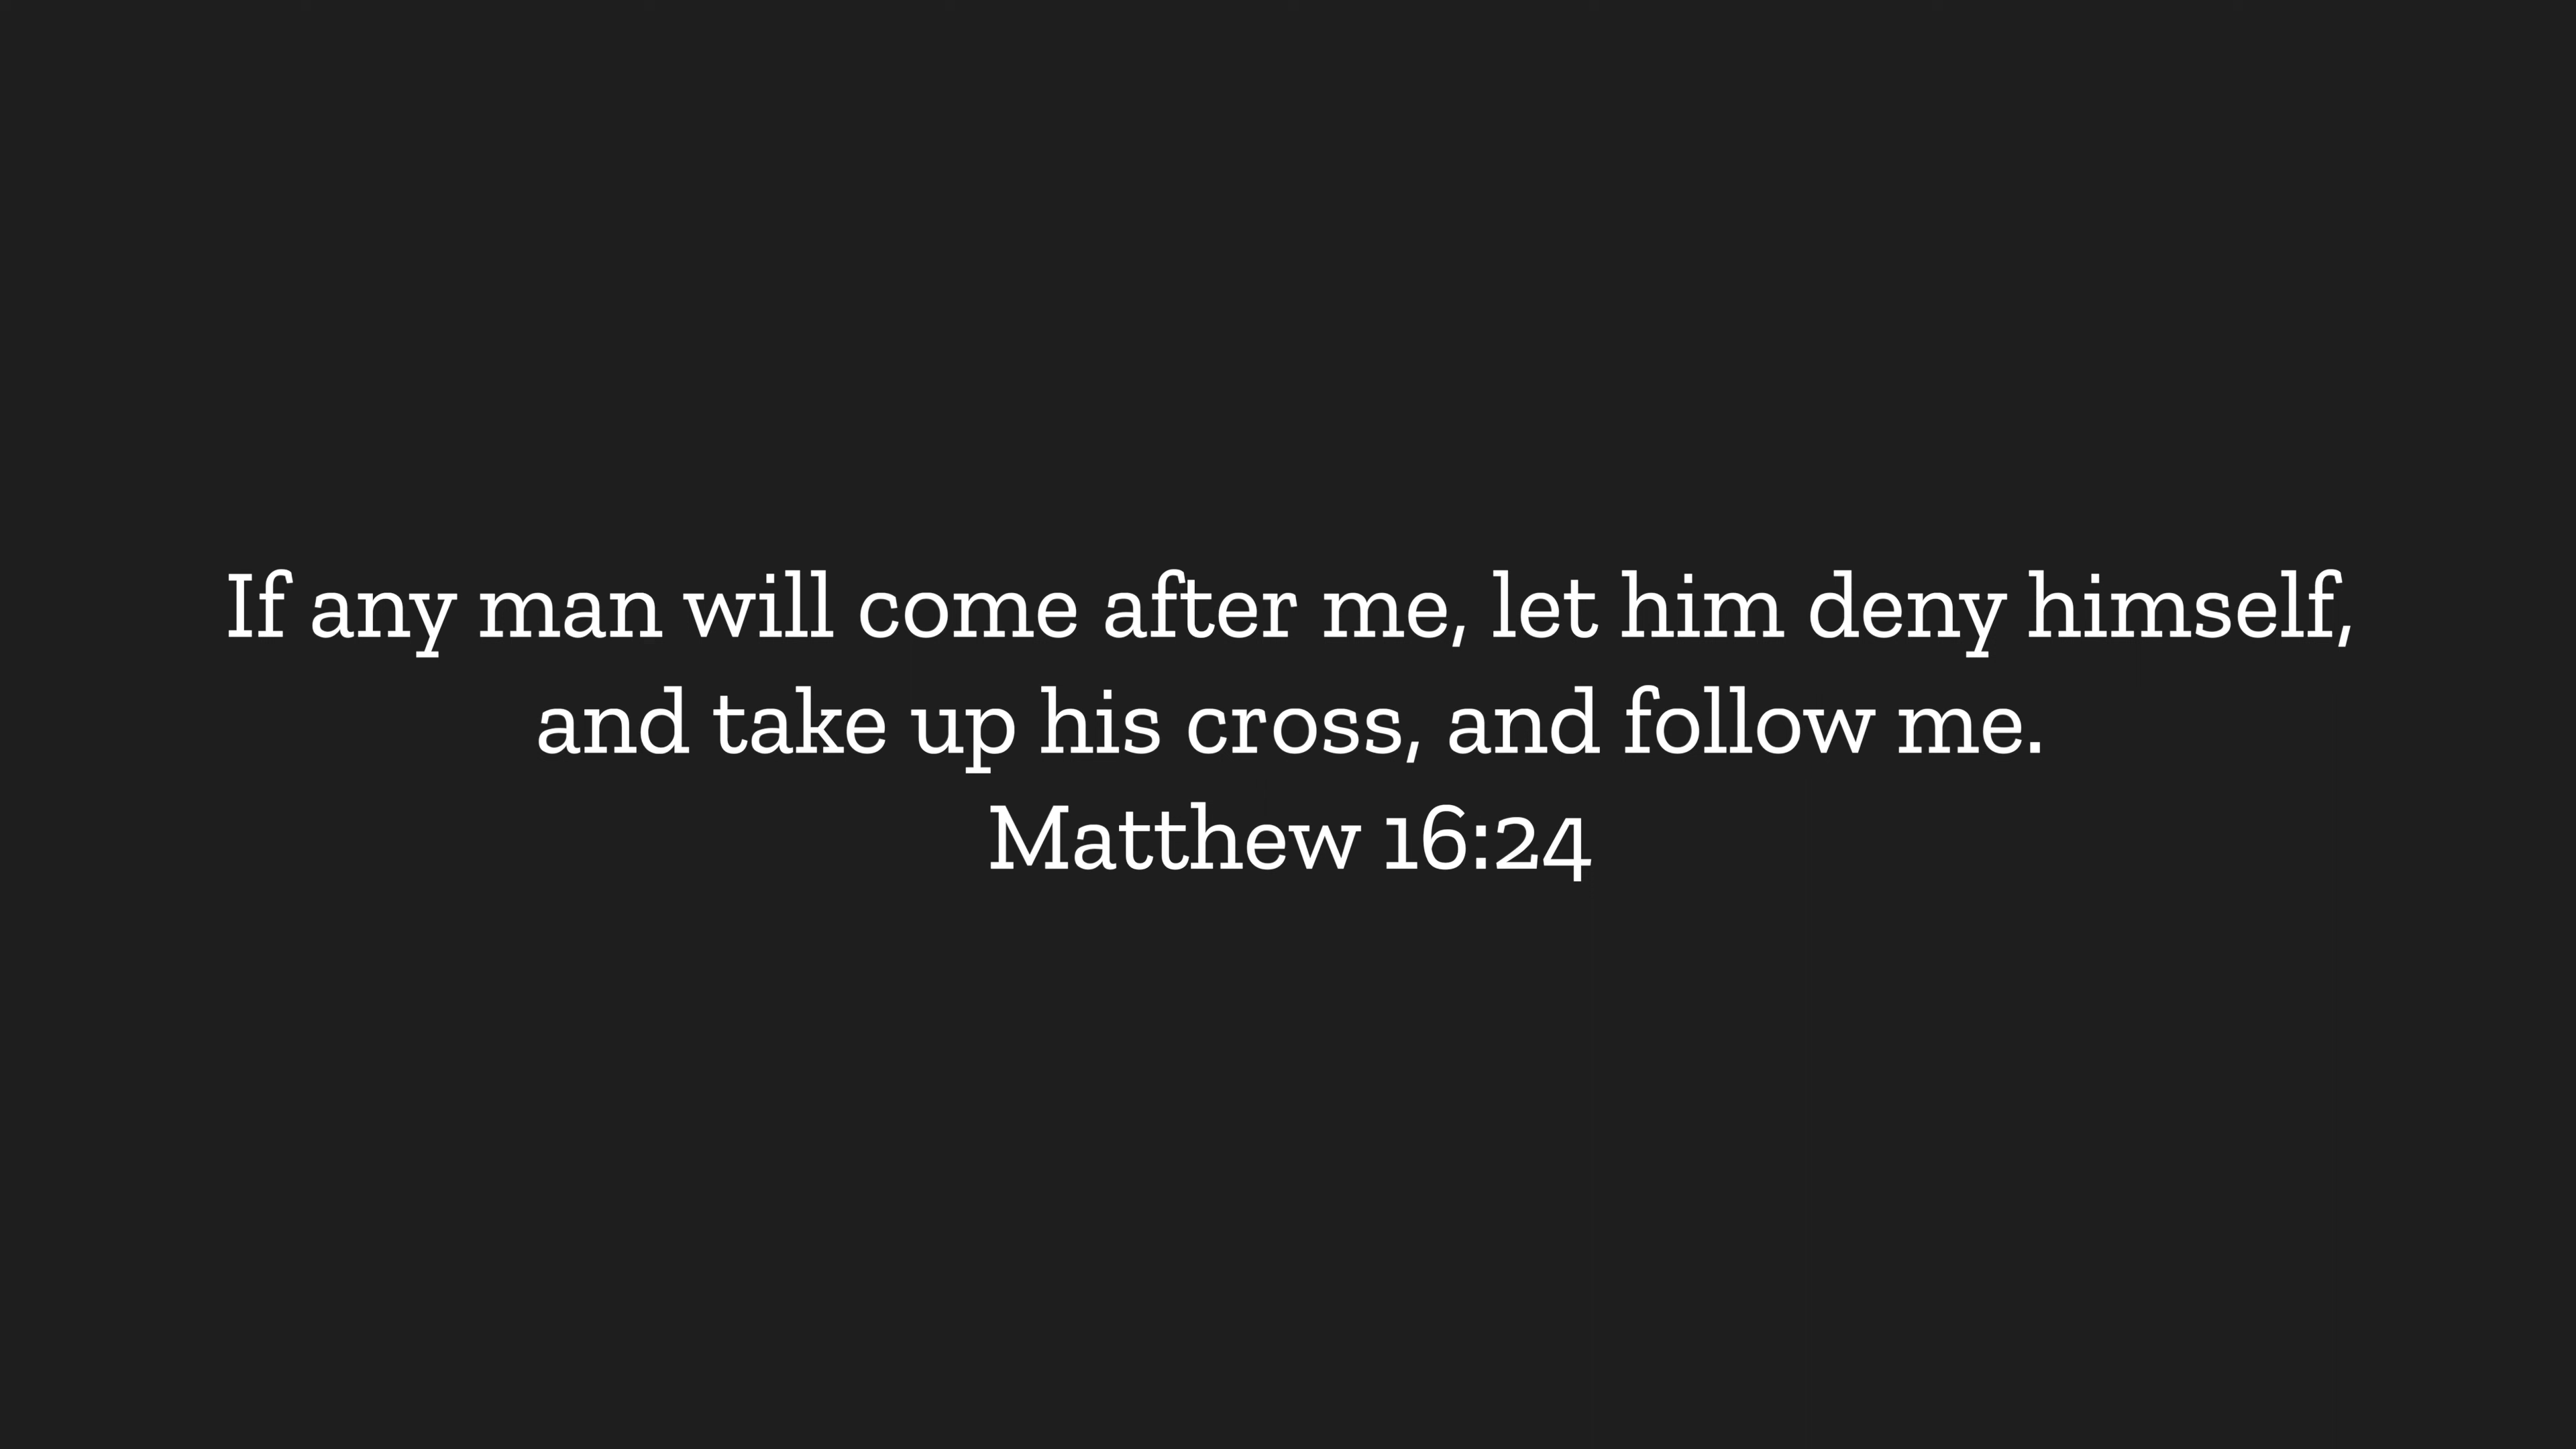 If any man will come after me, let him deny himself,
and take up his cross, and follow me.
Matthew 16:24